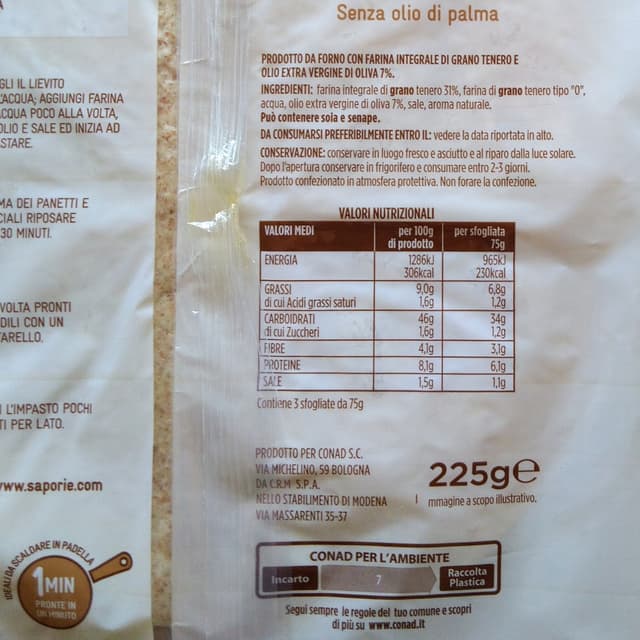 A
GLI IL LIEVITO
'ACQUA; AGGIUNGI FARINA
ACQUA POCO ALLA VOLTA,
OLIO E SALE ED INIZIA AD
STARE.
MA DEI PANETTI E
CIALI RIPOSARE
30 MINUTI.
VOLTA PRONTI
DILI CON UN
ARELLO.
L'IMPASTO POCHI
TI PER LATO.
ww.saporie.com
IDEALI DA SCALDARE IN PADELLA
1 MIN
PRONTE IN
UN MINUTO
Senza olio di palma
PRODOTTO DA FORNO CON FARINA INTEGRALE DI GRANO TENERO E
OLIO EXTRA VERGINE DI OLIVA 7%.
INGREDIENTI: farina integrale di grano tenero 31%, farina di grano tenero tipo "0",
acqua, olio extra vergine di oliva 7%, sale, aroma naturale.
Può contenere soia e senape.
DA CONSUMARSI PREFERIBILMENTE ENTRO IL: vedere la data riportata in alto.
CONSERVAZIONE: conservare in luogo fresco e asciutto e al riparo dalla luce solare.
Dopo l'apertura conservare in frigorifero e consumare entro 2-3 giorni.
Prodotto confezionato in atmosfera protettiva. Non forare la confezione.
VALORI NUTRIZIONALI
VALORI MEDI per 100g per sfogliata
di prodotto 75g
ENERGIA 1286kJ 965kJ
306kcal 230kcal
GRASSI 9,0g 6,8g
di cui Acidi grassi saturi 1,6g 1,2g
CARBOIDRATI 46g 34g
di cui Zuccheri 1,6g 1,2g
FIBRE 4,1g 3,1g
PROTEINE 8,1g 6,1g
SALE 1,5g 1,1g
Contiene 3 sfogliate da 75g
PRODOTTO PER CONAD S.C.
VIA MICHELINO, 59 BOLOGNA
DA C.R.M S.P.A.
NELLO STABILIMENTO DI MODENA
VIA MASSARENTI 35-37
225g℮
I mmagine a scopo illustrativo.
CONAD PER L'AMBIENTE
Incarto 7 Raccolta
Plastica
Segui sempre le regole del tuo comune e scopri
di più su www.conad.it